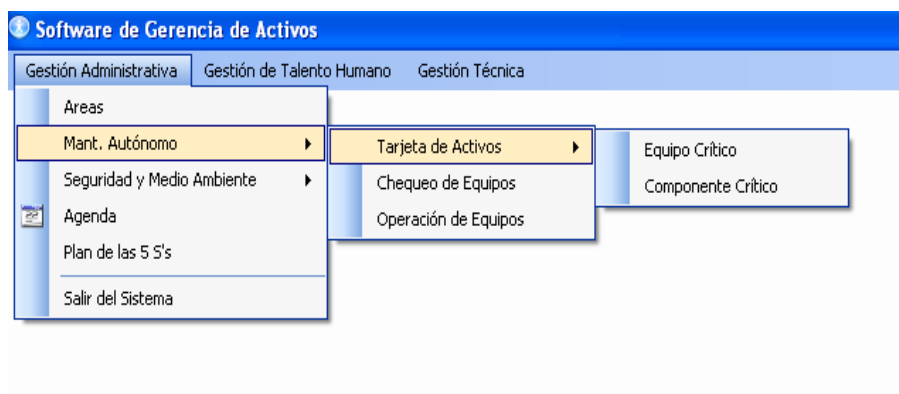 Software de Gerencia de Activos
Gestión Administrativa Gestión de Talento Humano Gestión Técnica
Areas
Mant. Autónomo
Seguridad y Medio Ambiente
Agenda
Plan de las 5 S's
Salir del Sistema
Tarjeta de Activos
Chequeo de Equipos
Operación de Equipos
Equipo Crítico
Componente Crítico